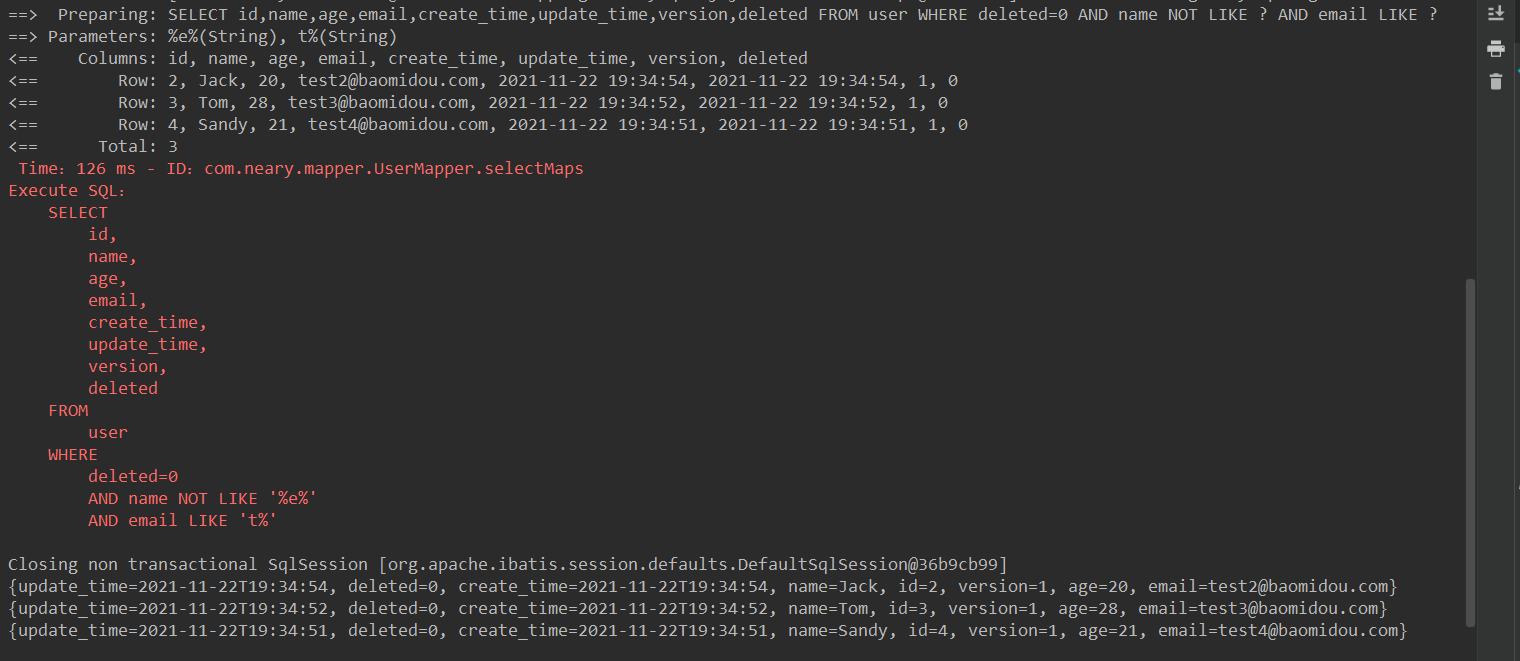 ==>  Preparing: SELECT id,name,age,email,create_time,update_time,version,deleted FROM user WHERE deleted=0 AND name NOT LIKE ? AND email LIKE ?
==> Parameters: %e%(String), t%(String)
<==    Columns: id, name, age, email, create_time, update_time, version, deleted
<==        Row: 2, Jack, 20, test2@baomidou.com, 2021-11-22 19:34:54, 2021-11-22 19:34:54, 1, 0
<==        Row: 3, Tom, 28, test3@baomidou.com, 2021-11-22 19:34:52, 2021-11-22 19:34:52, 1, 0
<==        Row: 4, Sandy, 21, test4@baomidou.com, 2021-11-22 19:34:51, 2021-11-22 19:34:51, 1, 0
<==      Total: 3
 Time：126 ms - ID：com.neary.mapper.UserMapper.selectMaps
Execute SQL：
    SELECT
        id,
        name,
        age,
        email,
        create_time,
        update_time,
        version,
        deleted
    FROM
        user
    WHERE
        deleted=0
        AND name NOT LIKE '%e%'
        AND email LIKE 't%'
Closing non transactional SqlSession [org.apache.ibatis.session.defaults.DefaultSqlSession@36b9cb99]
{update_time=2021-11-22T19:34:54, deleted=0, create_time=2021-11-22T19:34:54, name=Jack, id=2, version=1, age=20, email=test2@baomidou.com}
{update_time=2021-11-22T19:34:52, deleted=0, create_time=2021-11-22T19:34:52, name=Tom, id=3, version=1, age=28, email=test3@baomidou.com}
{update_time=2021-11-22T19:34:51, deleted=0, create_time=2021-11-22T19:34:51, name=Sandy, id=4, version=1, age=21, email=test4@baomidou.com}